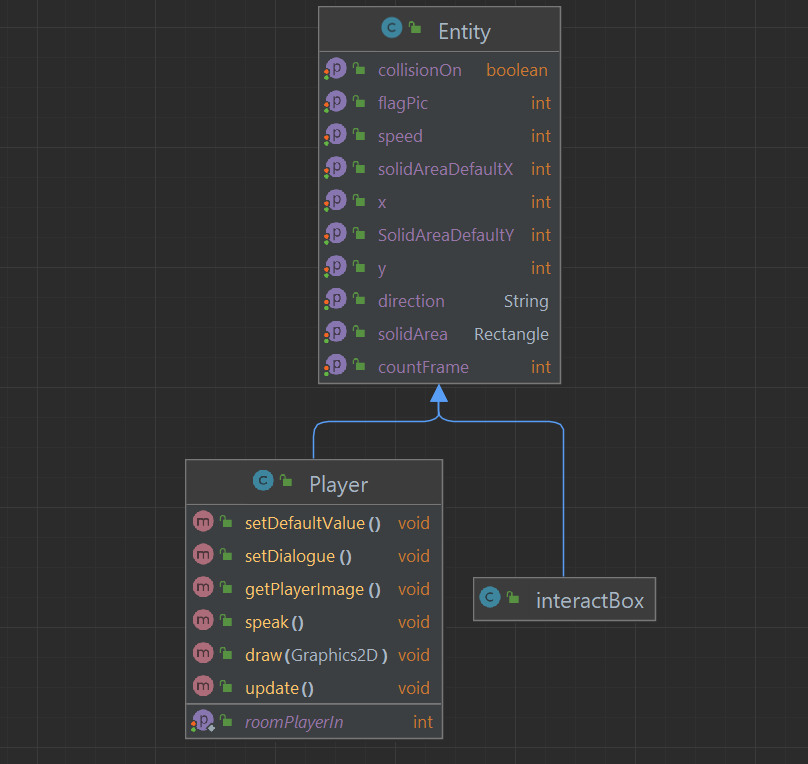 C Entity
p collisionOn boolean
p flagPic int
p speed int
p solidAreaDefaultX int
p x int
p SolidAreaDefaultY int
p y int
p direction String
p solidArea Rectangle
p countFrame int
C Player
m setDefaultValue () void
m setDialogue () void
m getPlayerImage () void
m speak () void
m draw (Graphics2D ) void
m update () void
p roomPlayerIn int
C interactBox